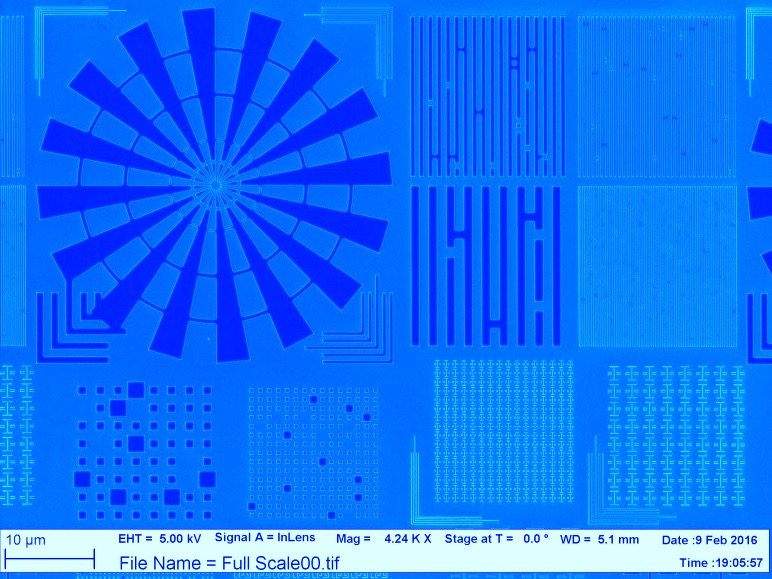 10 µm
EHT = 5.00 kV Signal A = InLens Mag = 4.24 K X Stage at T = 0.0 ° WD = 5.1 mm Date :9 Feb 2016
File Name = Full Scale00.tif Time :19:05:57